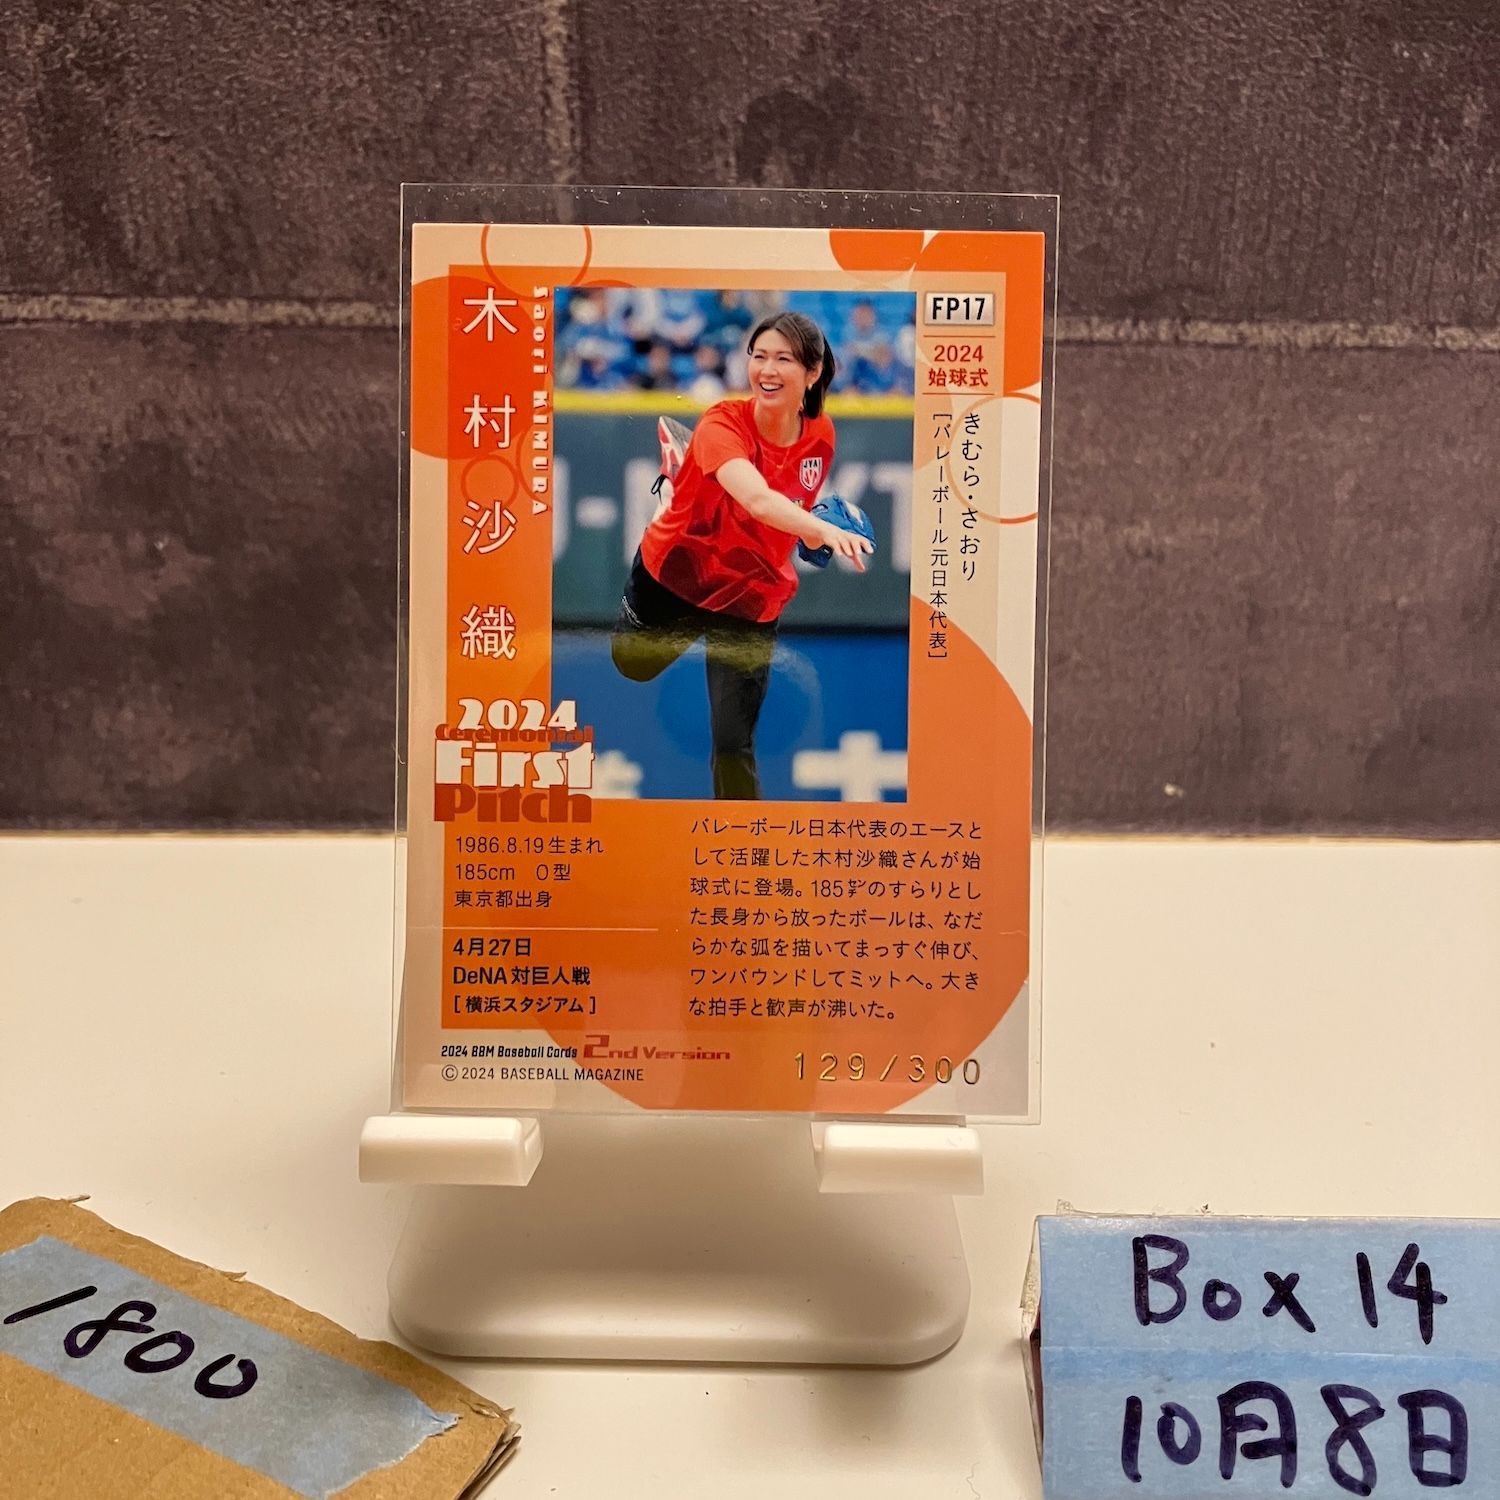 木村沙織
Saori KIMURA
FP17
2024
始球式
きむら・さおり
[バレーボール元日本代表]
JVA
2024
Ceremonial
First
Pitch
1986.8.19生まれ
185cm O型
東京都出身
4月27日
DeNA対巨人戦
[横浜スタジアム]
バレーボール日本代表のエースと
して活躍した木村沙織さんが始
球式に登場。185㌢のすらりとし
た長身から放ったボールは、なだ
らかな弧を描いてまっすぐ伸び、
ワンバウンドしてミットへ。大き
な拍手と歓声が沸いた。
2024 BBM Baseball Cards 2nd Version
© 2024 BASEBALL MAGAZINE
129/300
1800
Box 14
10月8日